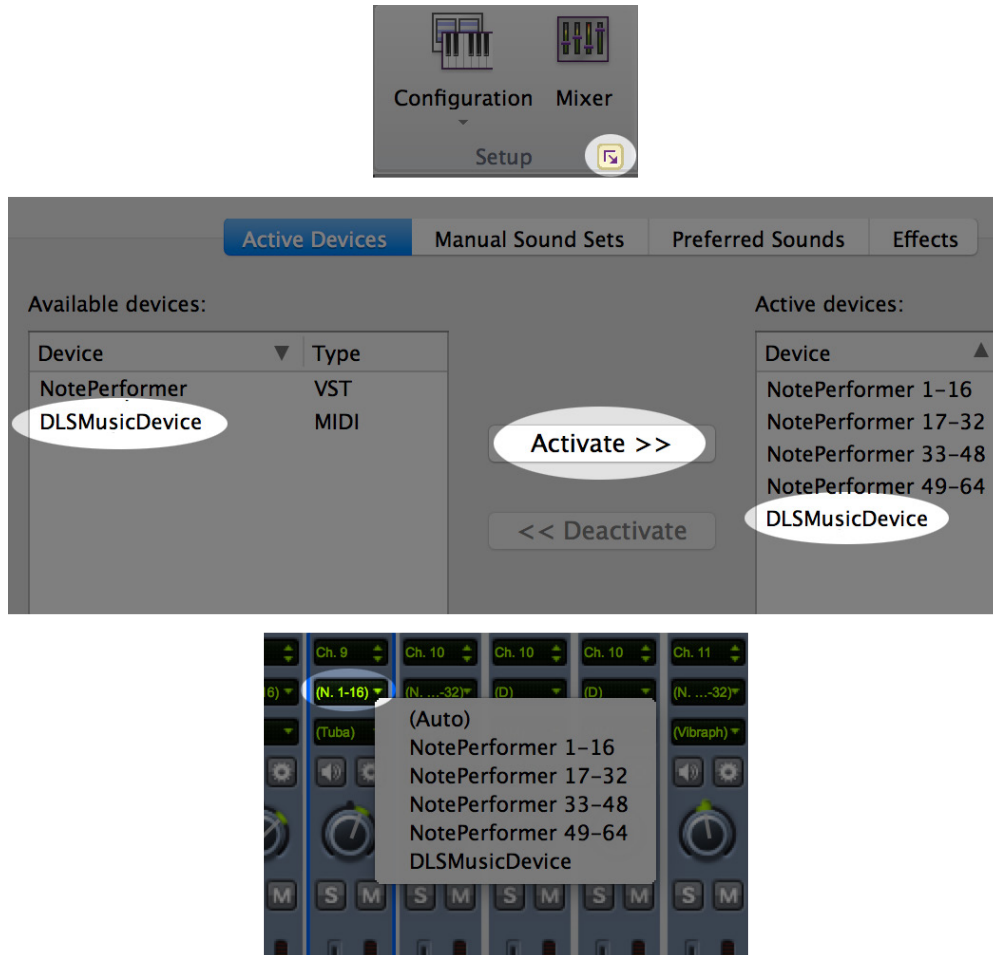 Configuration Mixer
Setup
Active Devices Manual Sound Sets Preferred Sounds Effects
Available devices: Active devices:
Device Type Device
NotePerformer VST NotePerformer 1–16
DLSMusicDevice MIDI NotePerformer 17–32
Activate >> NotePerformer 33–48
NotePerformer 49–64
<< Deactivate DLSMusicDevice
Ch. 9 Ch. 10 Ch. 10 Ch. 10 Ch. 11
6) (N. 1-16) (N. ...-32) (D) (D) (N. ...-32)
(Tuba) (Vibraph)
(Auto)
NotePerformer 1–16
NotePerformer 17–32
NotePerformer 33–48
NotePerformer 49–64
DLSMusicDevice
M S M S M S M S M S M